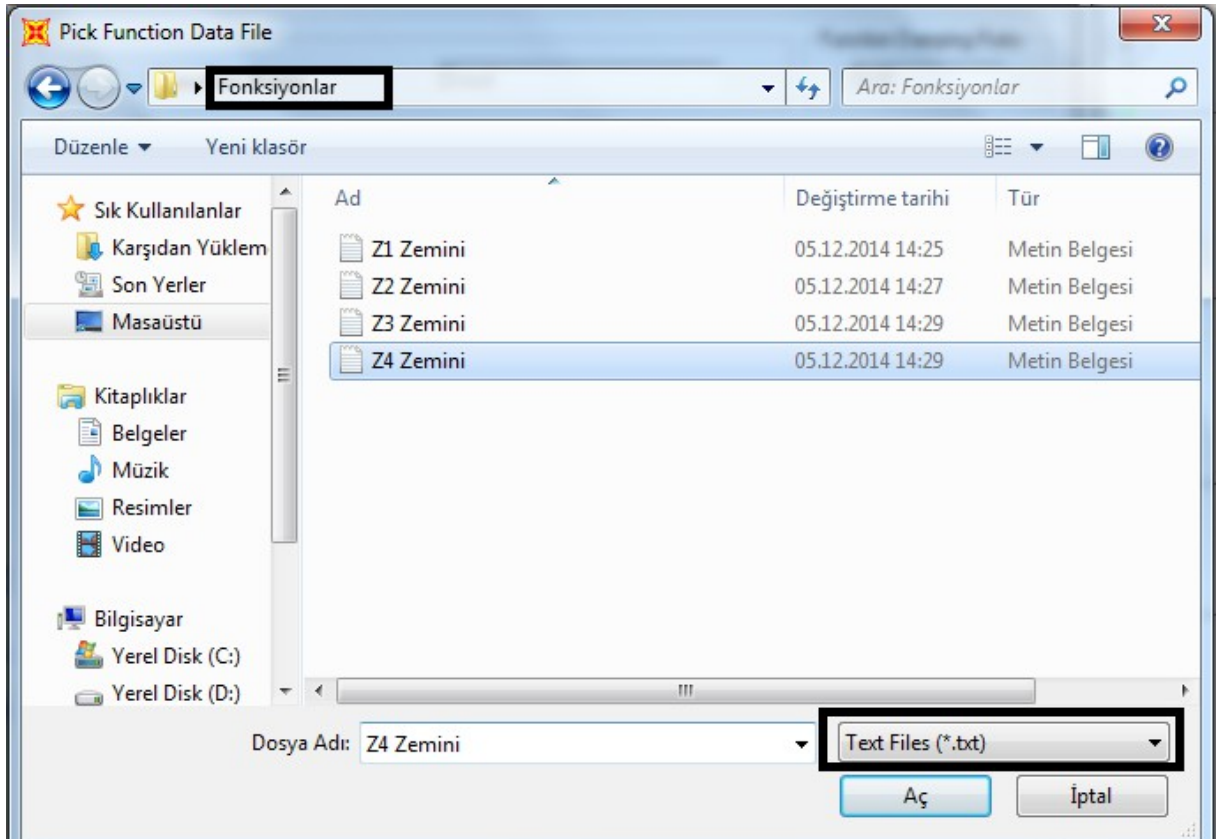 Pick Function Data File
Fonksiyonlar
Ara: Fonksiyonlar
Düzenle Yeni klasör
Ad Değiştirme tarihi Tür
Sık Kullanılanlar
Karşıdan Yüklem
Son Yerler
Masaüstü
Kitaplıklar
Belgeler
Müzik
Resimler
Video
Bilgisayar
Yerel Disk (C:)
Yerel Disk (D:)
Z1 Zemini 05.12.2014 14:25 Metin Belgesi
Z2 Zemini 05.12.2014 14:27 Metin Belgesi
Z3 Zemini 05.12.2014 14:29 Metin Belgesi
Z4 Zemini 05.12.2014 14:29 Metin Belgesi
Dosya Adı: Z4 Zemini Text Files (*.txt)
Aç İptal